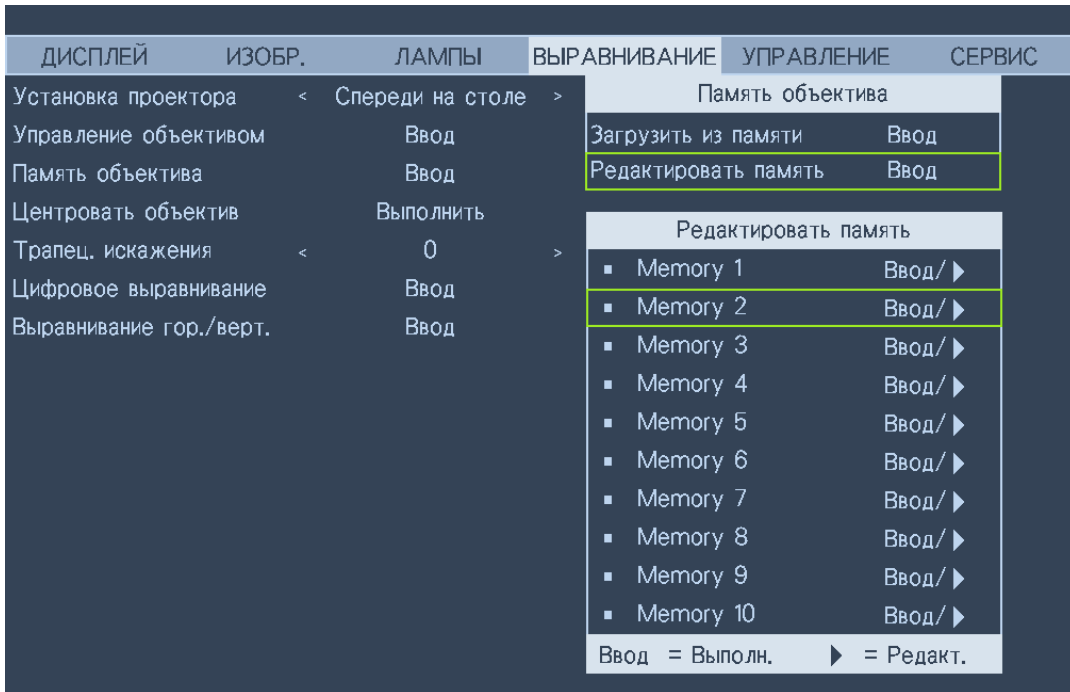 ДИСПЛЕЙ ИЗОБР. ЛАМПЫ ВЫРАВНИВАНИЕ УПРАВЛЕНИЕ СЕРВИС
Установка проектора < Спереди на столе >
Управление объективом Ввод
Память объектива Ввод
Центровать объектив Выполнить
Трапец. искажения < 0 >
Цифровое выравнивание Ввод
Выравнивание гор./верт. Ввод
Память объектива
Загрузить из памяти Ввод
Редактировать память Ввод
Редактировать память
▪ Memory 1 Ввод/▶
▪ Memory 2 Ввод/▶
▪ Memory 3 Ввод/▶
▪ Memory 4 Ввод/▶
▪ Memory 5 Ввод/▶
▪ Memory 6 Ввод/▶
▪ Memory 7 Ввод/▶
▪ Memory 8 Ввод/▶
▪ Memory 9 Ввод/▶
▪ Memory 10 Ввод/▶
Ввод = Выполн. ▶ = Редакт.